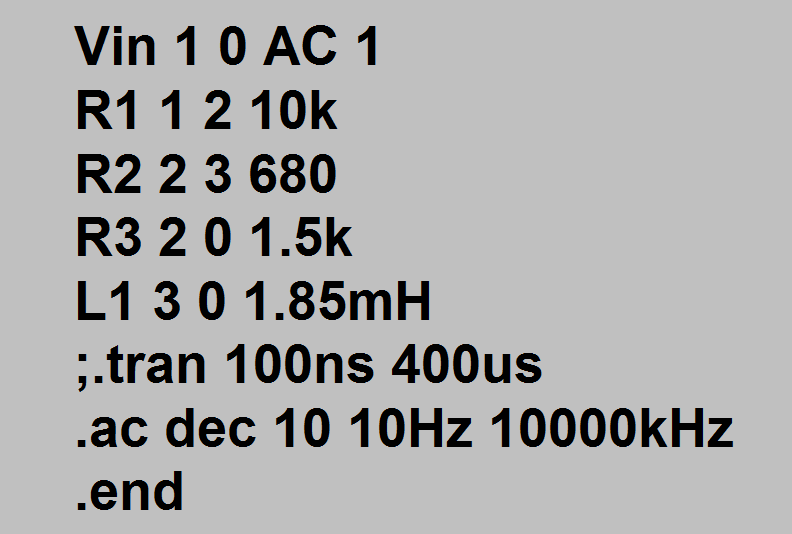 Vin 1 0 AC 1
R1 1 2 10k
R2 2 3 680
R3 2 0 1.5k
L1 3 0 1.85mH
;.tran 100ns 400us
.ac dec 10 10Hz 10000kHz
.end